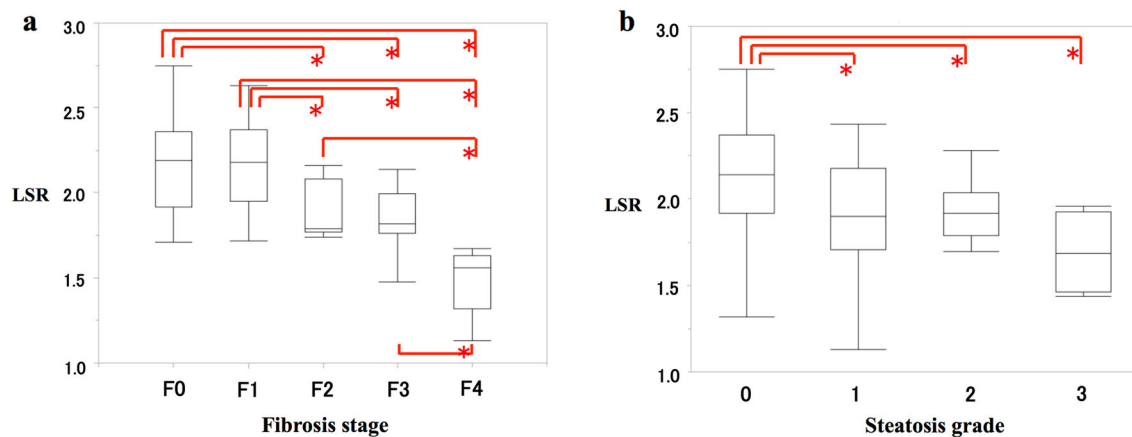 a
3.0
2.5
LSR
2.0
1.5
1.0
* * *
* * *
*
*
F0 F1 F2 F3 F4
Fibrosis stage
b
3.0
2.5
LSR
2.0
1.5
1.0
* * *
0 1 2 3
Steatosis grade